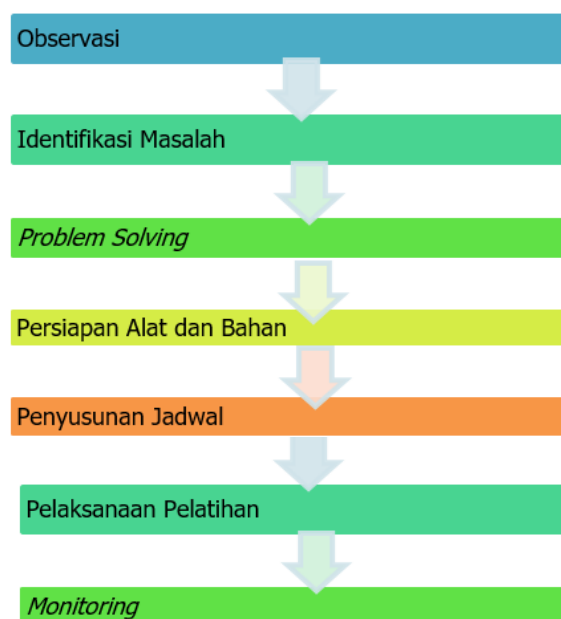 Observasi
Identifikasi Masalah
Problem Solving
Persiapan Alat dan Bahan
Penyusunan Jadwal
Pelaksanaan Pelatihan
Monitoring